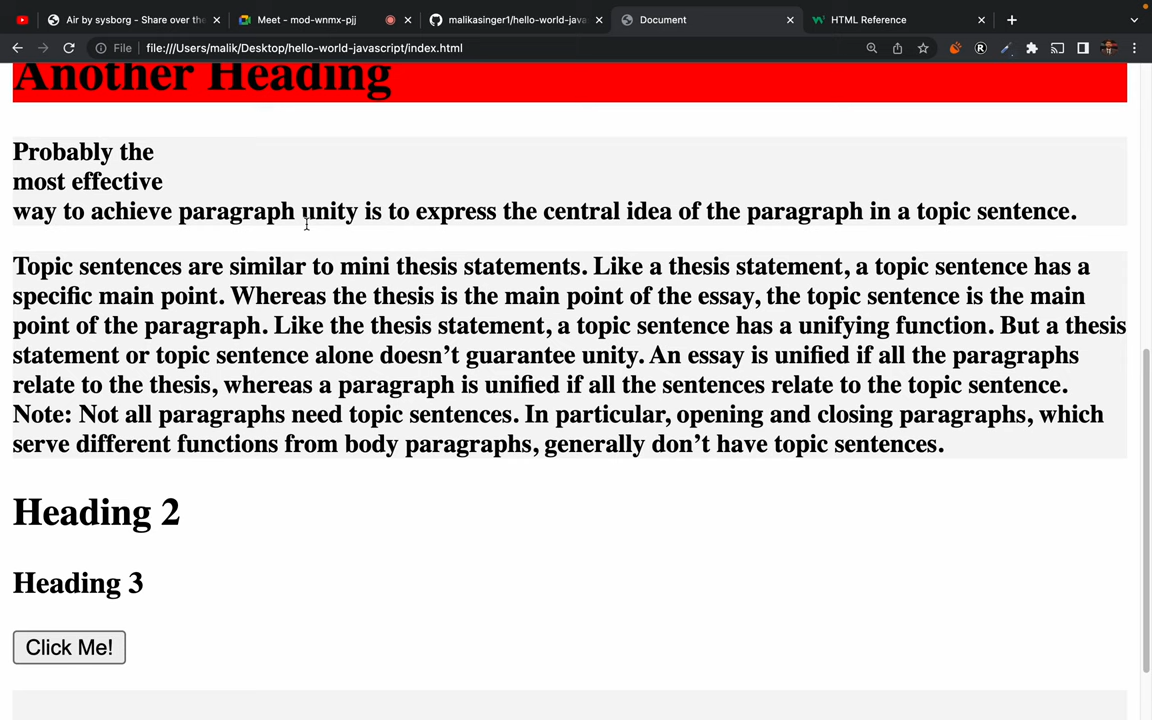 Air by sysborg - Share over the
Meet - mod-wnmx-pjj
malikasinger1/hello-world-java
Document
HTML Reference
File
file:///Users/malik/Desktop/hello-world-javascript/index.html
Another Heading
Probably the
most effective
way to achieve paragraph unity is to express the central idea of the paragraph in a topic sentence.
Topic sentences are similar to mini thesis statements. Like a thesis statement, a topic sentence has a
specific main point. Whereas the thesis is the main point of the essay, the topic sentence is the main
point of the paragraph. Like the thesis statement, a topic sentence has a unifying function. But a thesis
statement or topic sentence alone doesn’t guarantee unity. An essay is unified if all the paragraphs
relate to the thesis, whereas a paragraph is unified if all the sentences relate to the topic sentence.
Note: Not all paragraphs need topic sentences. In particular, opening and closing paragraphs, which
serve different functions from body paragraphs, generally don’t have topic sentences.
Heading 2
Heading 3
Click Me!